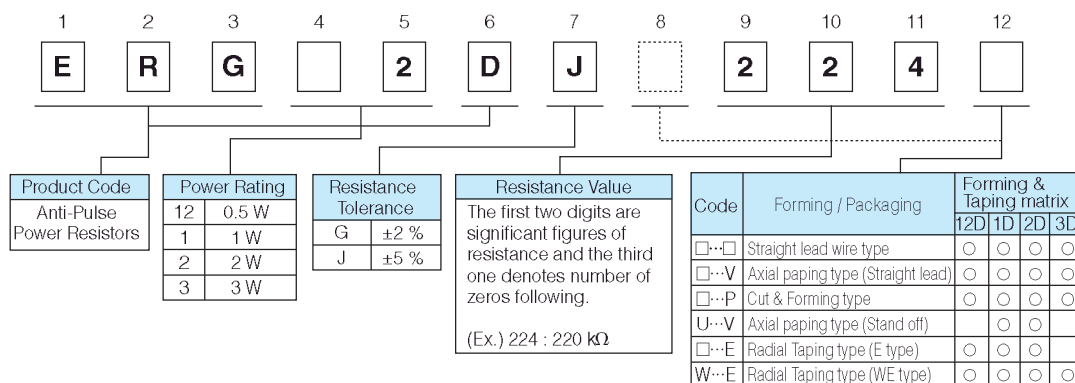 1 2 3 4 5 6 7 8 9 10 11 12
E R G 2 D J 2 2 4
Product Code
Anti-Pulse
Power Resistors
Power Rating
12 0.5 W
1 1 W
2 2 W
3 3 W
Resistance
Tolerance
G ±2 %
J ±5 %
Resistance Value
The first two digits are
significant figures of
resistance and the third
one denotes number of
zeros following.
(Ex.) 224 : 220 kΩ
Code Forming / Packaging Forming &
Taping matrix
12D 1D 2D 3D
□···□ Straight lead wire type ○ ○ ○ ○
□···V Axial paping type (Straight lead) ○ ○ ○ ○
□···P Cut & Forming type ○ ○ ○ ○
U···V Axial paping type (Stand off) ○ ○
□···E Radial Taping type (E type) ○ ○ ○
W···E Radial Taping type (WE type) ○ ○ ○ ○